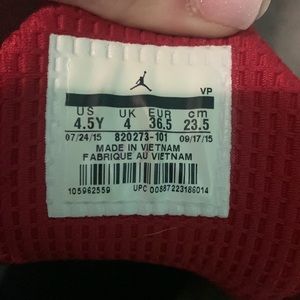 VP
US UK EUR cm
4.5Y 4 36.5 23.5
07/24/15 820273-101 09/17/15
MADE IN VIETNAM
FABRIQUE AU VIETNAM
105962559 UPC 00887223186014